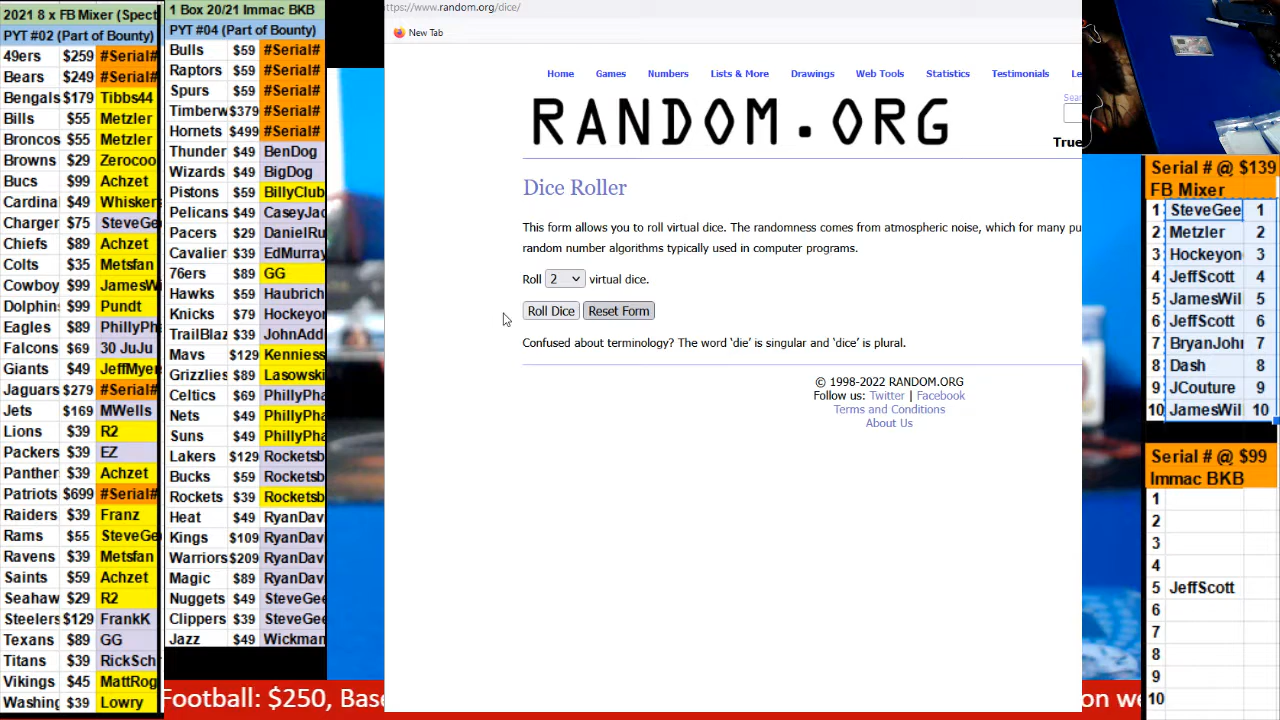 2021 8 x FB Mixer (Spect
PYT #02 (Part of Bounty)
49ers $259 #Serial#
Bears $249 #Serial#
Bengals $179 Tibbs44
Bills $55 Metzler
Broncos $55 Metzler
Browns $29 Zerocoo
Bucs $99 Achzet
Cardina $49 Whiskers
Charger $75 SteveGe
Chiefs $89 Achzet
Colts $35 Metsfan
Cowboy $99 JamesW
Dolphin $99 Pundt
Eagles $89 PhillyPh
Falcons $69 30 JuJu
Giants $49 JeffMyer
Jaguars $279 #Serial#
Jets $169 MWells
Lions $39 R2
Packers $39 EZ
Panther $39 Achzet
Patriots $699 #Serial#
Raiders $39 Franz
Rams $55 SteveGe
Ravens $39 Metsfan
Saints $59 Achzet
Seahaw $29 R2
Steelers $129 FrankK
Texans $89 GG
Titans $39 RickSch
Vikings $45 MattRog
Washing $39 Lowry
1 Box 20/21 Immac BKB
PYT #04 (Part of Bounty)
Bulls $59 #Serial#
Raptors $59 #Serial#
Spurs $59 #Serial#
Timberw $379 #Serial#
Hornets $499 #Serial#
Thunder $49 BenDog
Wizards $49 BigDog
Pistons $59 BillyClub
Pelicans $49 CaseyJac
Pacers $29 DanielRu
Cavalier $39 EdMurray
76ers $39 GG
Hawks $59 Haubrich
Knicks $79 Hockeyor
TrailBlaz $39 JohnAdd
Mavs $129 Kenniess
Grizzlies $89 Lasowski
Celtics $69 PhillyPha
Nets $49 PhillyPha
Suns $49 PhillyPha
Lakers $129 Rocketsb
Bucks $59 Rocketsb
Rockets $39 Rocketsb
Heat $49 RyanDav
Kings $109 RyanDav
Warriors $209 RyanDav
Magic $89 RyanDav
Nuggets $49 SteveGe
Clippers $39 SteveGe
Jazz $49 Wickman
ttps://www.random.org/dice/
New Tab
Home Games Numbers Lists & More Drawings Web Tools Statistics Testimonials Le
Sear
RANDOM.ORG
True
Dice Roller
This form allows you to roll virtual dice. The randomness comes from atmospheric noise, which for many pu
random number algorithms typically used in computer programs.
Roll 2 virtual dice.
Roll Dice Reset Form
Confused about terminology? The word ‘die’ is singular and ‘dice’ is plural.
© 1998-2022 RANDOM.ORG
Follow us: Twitter | Facebook
Terms and Conditions
About Us
Serial # @ $139
FB Mixer
1 SteveGee 1
2 Metzler 2
3 Hockeyon 3
4 JeffScott 4
5 JamesWil 5
6 JeffScott 6
7 BryanJohn 7
8 Dash 8
9 JCouture 9
10 JamesWil 10
Serial # @ $99
Immac BKB
1
2
3
4
5 JeffScott
6
7
8
9
10
Football: $250, Base on we